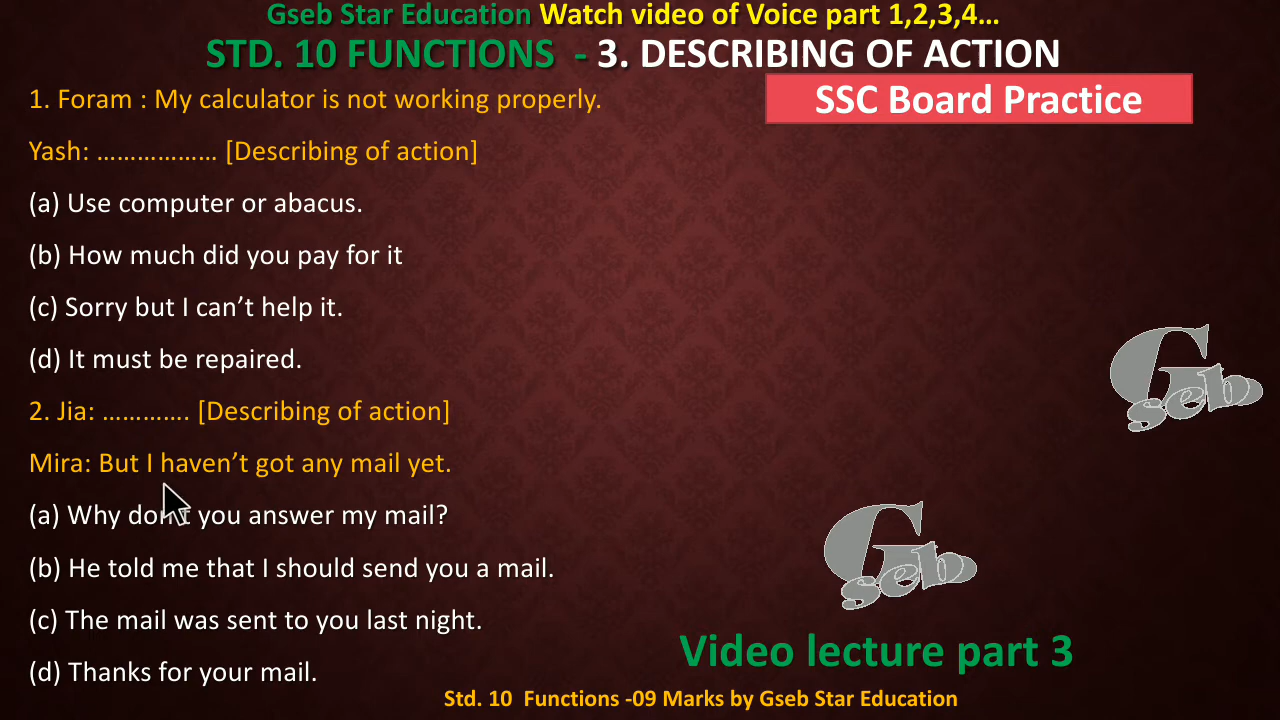 Gseb Star Education Watch video of Voice part 1,2,3,4...
STD. 10 FUNCTIONS - 3. DESCRIBING OF ACTION
SSC Board Practice
1. Foram : My calculator is not working properly.
Yash: .................. [Describing of action]
(a) Use computer or abacus.
(b) How much did you pay for it
(c) Sorry but I can’t help it.
(d) It must be repaired.
2. Jia: ............. [Describing of action]
Mira: But I haven’t got any mail yet.
(a) Why don't you answer my mail?
(b) He told me that I should send you a mail.
(c) The mail was sent to you last night.
(d) Thanks for your mail.
Gseb
Gseb
Video lecture part 3
Std. 10 Functions -09 Marks by Gseb Star Education